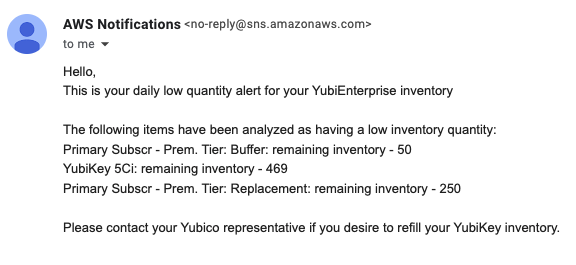 AWS Notifications <no-reply@sns.amazonaws.com>
to me
Hello,
This is your daily low quantity alert for your YubiEnterprise inventory
The following items have been analyzed as having a low inventory quantity:
Primary Subscr - Prem. Tier: Buffer: remaining inventory - 50
YubiKey 5Ci: remaining inventory - 469
Primary Subscr - Prem. Tier: Replacement: remaining inventory - 250
Please contact your Yubico representative if you desire to refill your YubiKey inventory.